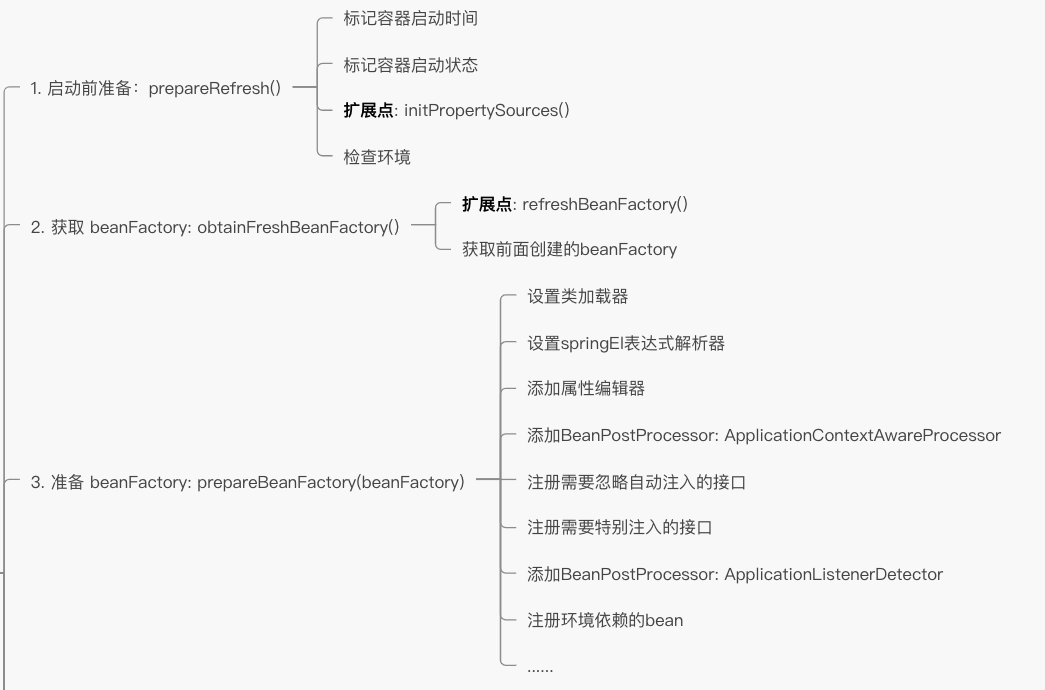 标记容器启动时间
标记容器启动状态
1. 启动前准备：prepareRefresh()
扩展点: initPropertySources()
检查环境
扩展点: refreshBeanFactory()
2. 获取 beanFactory: obtainFreshBeanFactory()
获取前面创建的beanFactory
设置类加载器
设置springEl表达式解析器
添加属性编辑器
添加BeanPostProcessor: ApplicationContextAwareProcessor
3. 准备 beanFactory: prepareBeanFactory(beanFactory)
注册需要忽略自动注入的接口
注册需要特别注入的接口
添加BeanPostProcessor: ApplicationListenerDetector
注册环境依赖的bean
......